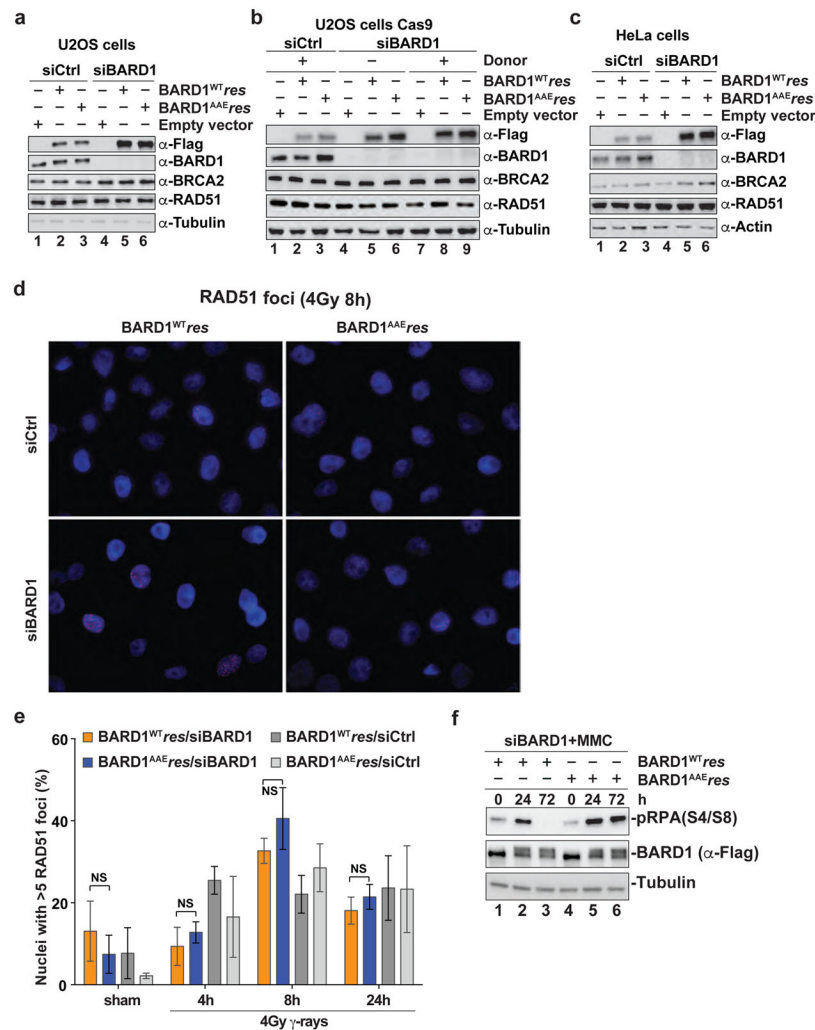 a
U2OS cells
siCtrl siBARD1
– + – – + – BARD1WTres
– – + – – + BARD1AAEres
+ – – + – – Empty vector
α-Flag
α-BARD1
α-BRCA2
α-RAD51
α-Tubulin
1 2 3 4 5 6
b
U2OS cells Cas9
siCtrl siBARD1
+ – + Donor
– + – – + – – + – BARD1WTres
– – + – – + – – + BARD1AAEres
+ – – + – – + – – Empty vector
α-Flag
α-BARD1
α-BRCA2
α-RAD51
α-Tubulin
1 2 3 4 5 6 7 8 9
c
HeLa cells
siCtrl siBARD1
– + – – + – BARD1WTres
– – + – – + BARD1AAEres
+ – – + – – Empty vector
α-Flag
α-BARD1
α-BRCA2
α-RAD51
α-Actin
1 2 3 4 5 6
d
RAD51 foci (4Gy 8h)
BARD1WTres BARD1AAEres
siCtrl
siBARD1
e
BARD1WTres/siBARD1 BARD1WTres/siCtrl
BARD1AAEres/siBARD1 BARD1AAEres/siCtrl
Nuclei with >5 RAD51 foci (%)
60
40
20
0
NS
NS
NS
NS
sham 4h 8h 24h
4Gy γ-rays
f
siBARD1+MMC
+ + + – – – BARD1WTres
– – – + + + BARD1AAEres
0 24 72 0 24 72 h
-pRPA(S4/S8)
-BARD1 (α-Flag)
-Tubulin
1 2 3 4 5 6